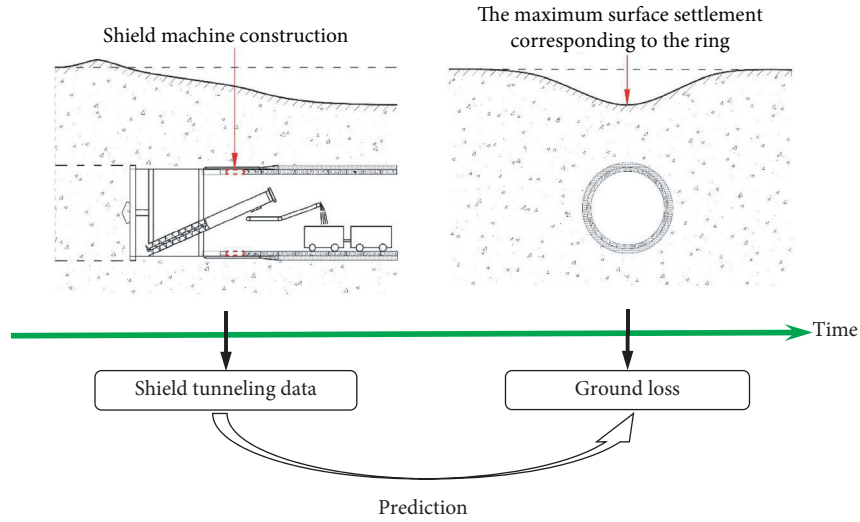 Shield machine construction
The maximum surface settlement
corresponding to the ring
Time
Shield tunneling data
Ground loss
Prediction